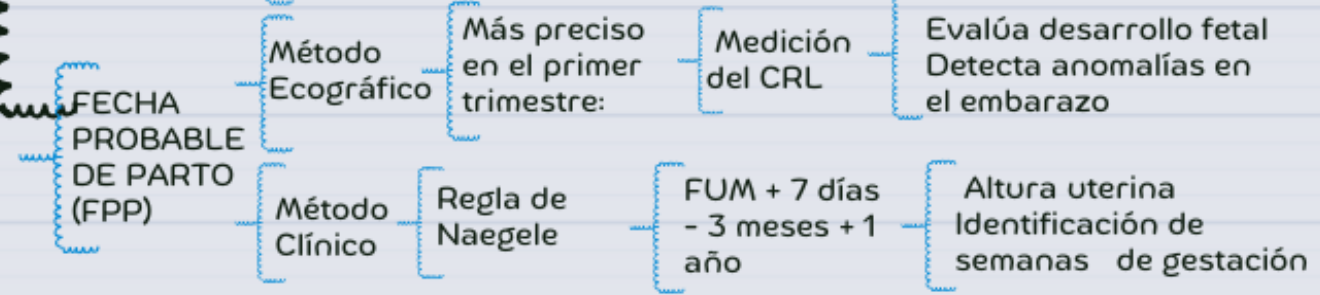 FECHA
PROBABLE
DE PARTO
(FPP)
Método
Ecográfico
Más preciso
en el primer
trimestre:
Medición
del CRL
Evalúa desarrollo fetal
Detecta anomalías en
el embarazo
Método
Clínico
Regla de
Naegele
FUM + 7 días
- 3 meses + 1
año
Altura uterina
Identificación de
semanas de gestación